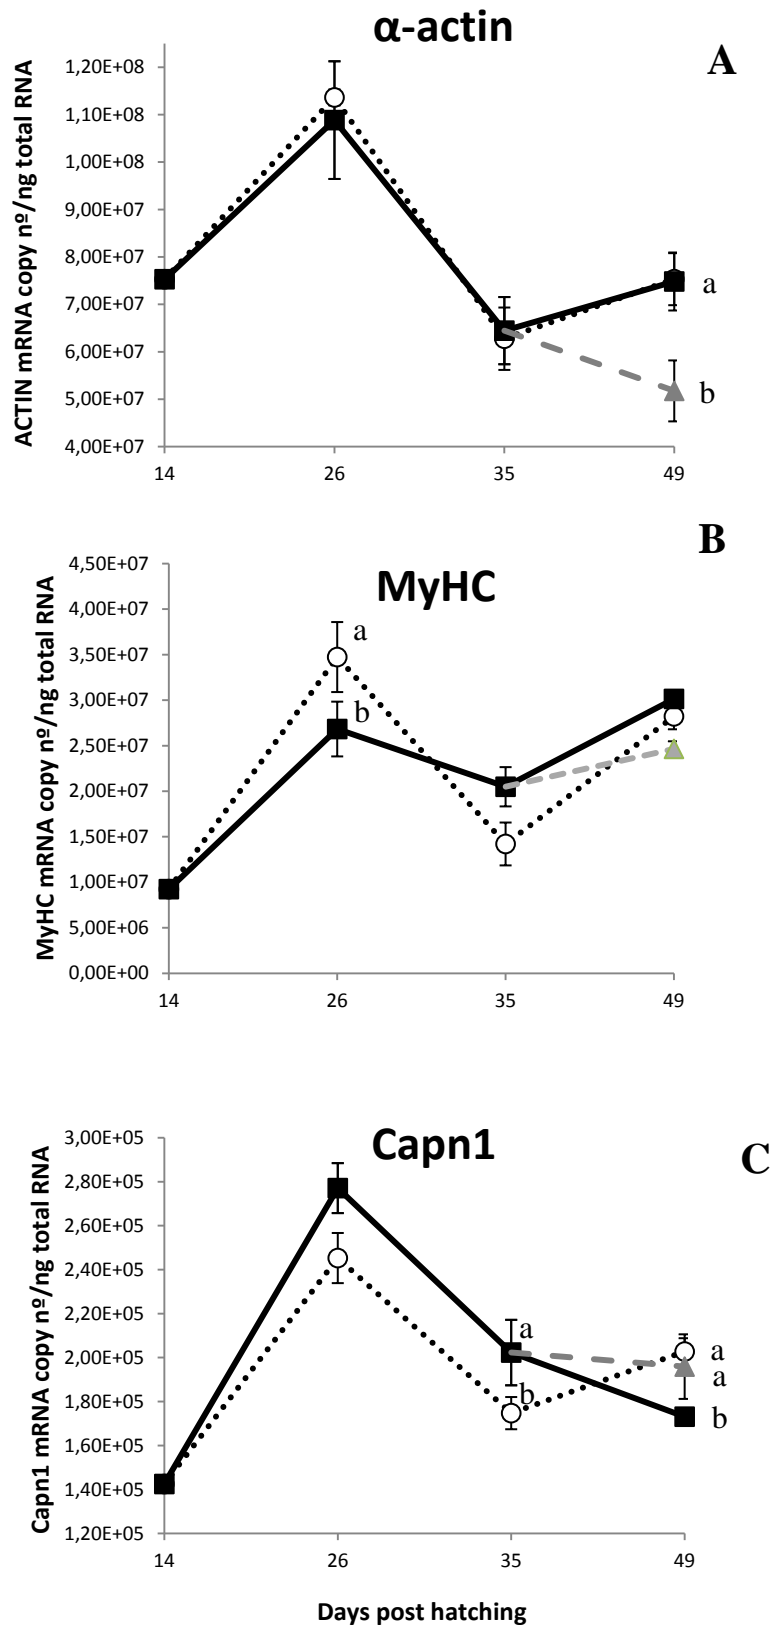 α-actin
A
ACTIN mRNA copy nº/ng total RNA
1,20E+08
1,10E+08
1,00E+08
9,00E+07
8,00E+07
7,00E+07
6,00E+07
5,00E+07
4,00E+07
a
b
14 26 35 49
B
MyHC
MyHC mRNA copy nº/ng total RNA
4,50E+07
4,00E+07
3,50E+07
3,00E+07
2,50E+07
2,00E+07
1,50E+07
1,00E+07
5,00E+06
0,00E+00
a
b
14 26 35 49
Capn1
C
Capn1 mRNA copy nº/ng total RNA
3,00E+05
2,80E+05
2,60E+05
2,40E+05
2,20E+05
2,00E+05
1,80E+05
1,60E+05
1,40E+05
1,20E+05
a
b
a
a
b
14 26 35 49
Days post hatching